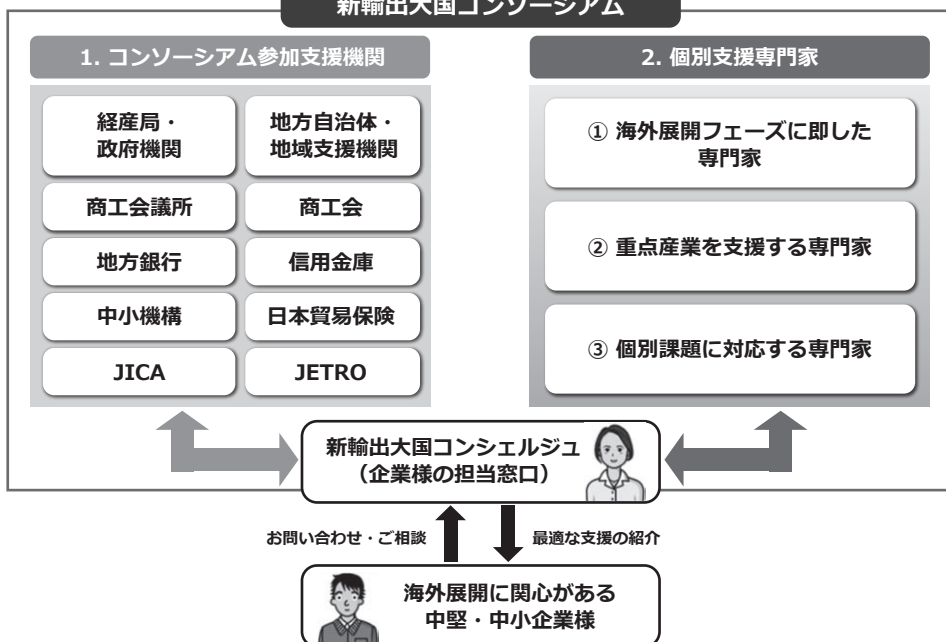 新輸出大国コンソーシアム
1. コンソーシアム参加支援機関
経産局・
政府機関
地方自治体・
地域支援機関
商工会議所
商工会
地方銀行
信用金庫
中小機構
日本貿易保険
JICA
JETRO
2. 個別支援専門家
① 海外展開フェーズに即した
専門家
② 重点産業を支援する専門家
③ 個別課題に対応する専門家
新輸出大国コンシェルジュ
（企業様の担当窓口）
お問い合わせ・ご相談
最適な支援の紹介
海外展開に関心がある
中堅・中小企業様